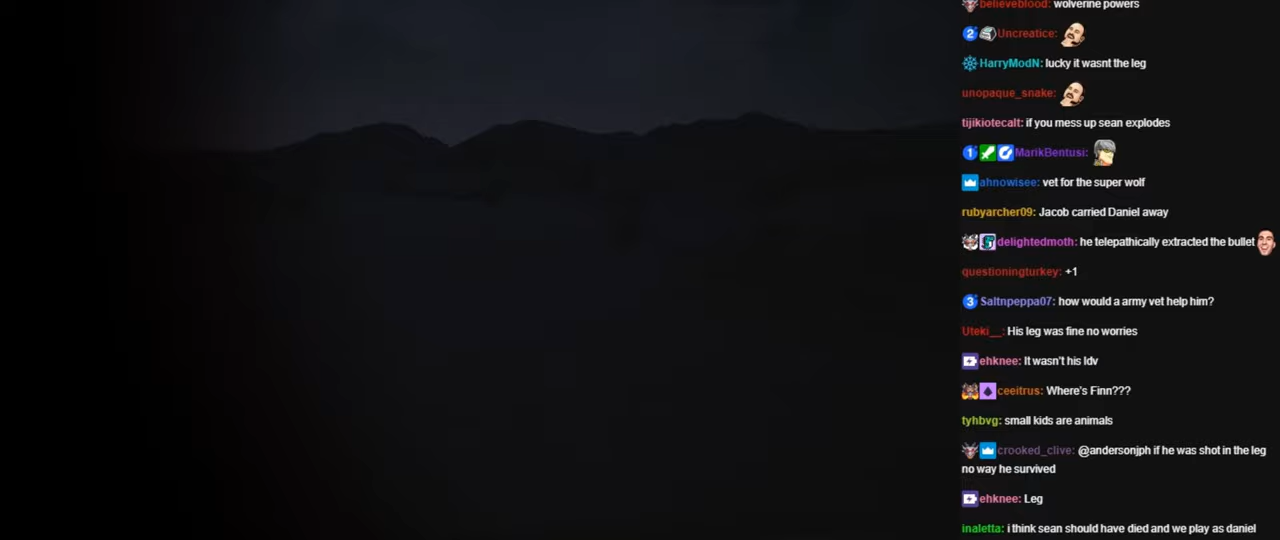 believeblood: wolverine powers
2 Uncreatice:
HarryModN: lucky it wasnt the leg
unopaque_snake:
tijikiotecalt: if you mess up sean explodes
1 MarikBentusi:
ahnowisee: vet for the super wolf
rubyarcher09: Jacob carried Daniel away
delightedmoth: he telepathically extracted the bullet
questioningturkey: +1
3 Saltnpeppa07: how would a army vet help him?
Uteki__: His leg was fine no worries
ehknee: It wasn't his ldv
ceeitrus: Where's Finn???
tyhbvg: small kids are animals
crooked_clive: @andersonjph if he was shot in the leg
no way he survived
ehknee: Leg
inaletta: i think sean should have died and we play as daniel